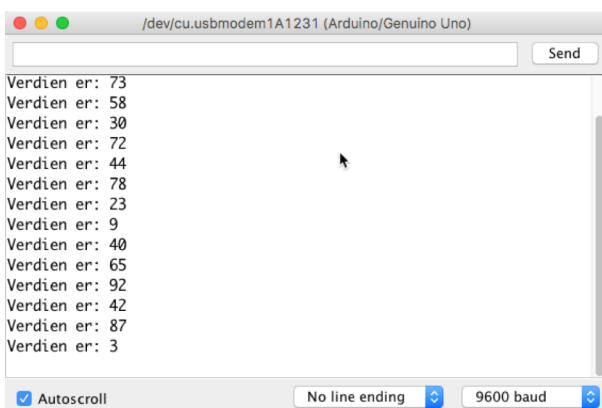 /dev/cu.usbmodem1A1231 (Arduino/Genuino Uno)
Send
Verdien er: 73
Verdien er: 58
Verdien er: 30
Verdien er: 72
Verdien er: 44
Verdien er: 78
Verdien er: 23
Verdien er: 9
Verdien er: 40
Verdien er: 65
Verdien er: 92
Verdien er: 42
Verdien er: 87
Verdien er: 3
Autoscroll No line ending 9600 baud